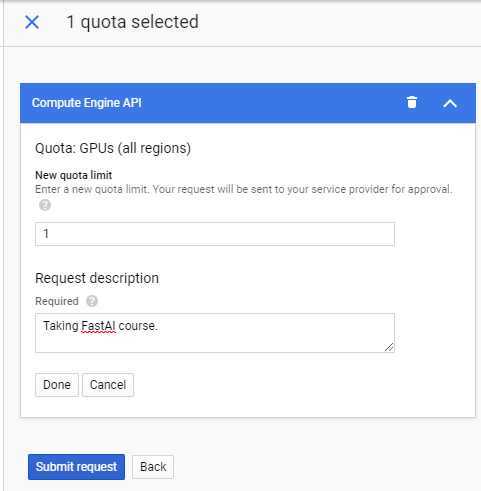 1 quota selected
Compute Engine API
Quota: GPUs (all regions)
New quota limit
Enter a new quota limit. Your request will be sent to your service provider for approval.
1
Request description
Required
Taking FastAI course.
Done Cancel
Submit request Back